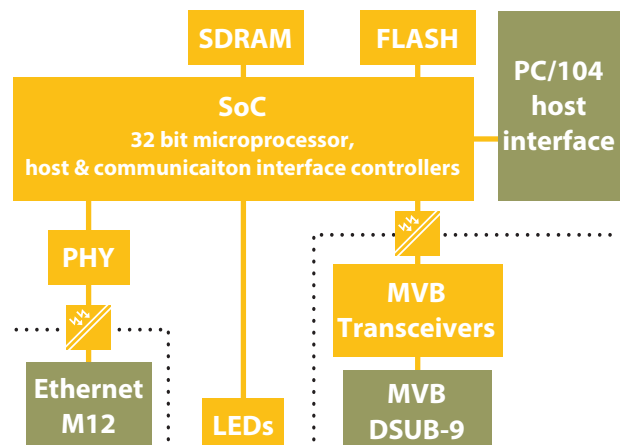 SDRAM
FLASH
PC/104
host
interface
SoC
32 bit microprocessor,
host & communicaiton interface controllers
PHY
MVB
Transceivers
Ethernet
M12
LEDs
MVB
DSUB-9